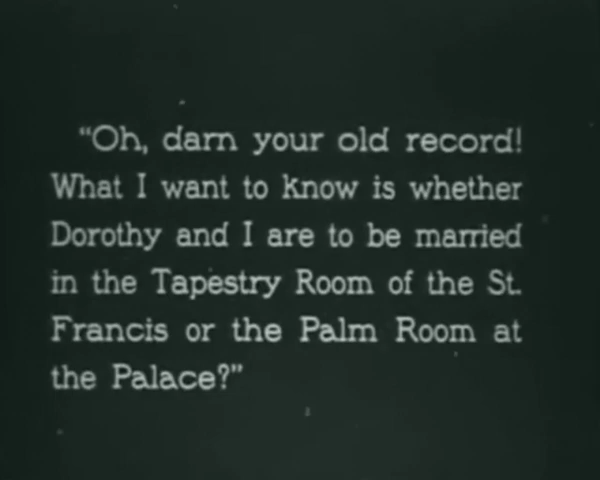 "Oh, darn your old record!
What I want to know is whether
Dorothy and I are to be married
in the Tapestry Room of the St.
Francis or the Palm Room at
the Palace?"